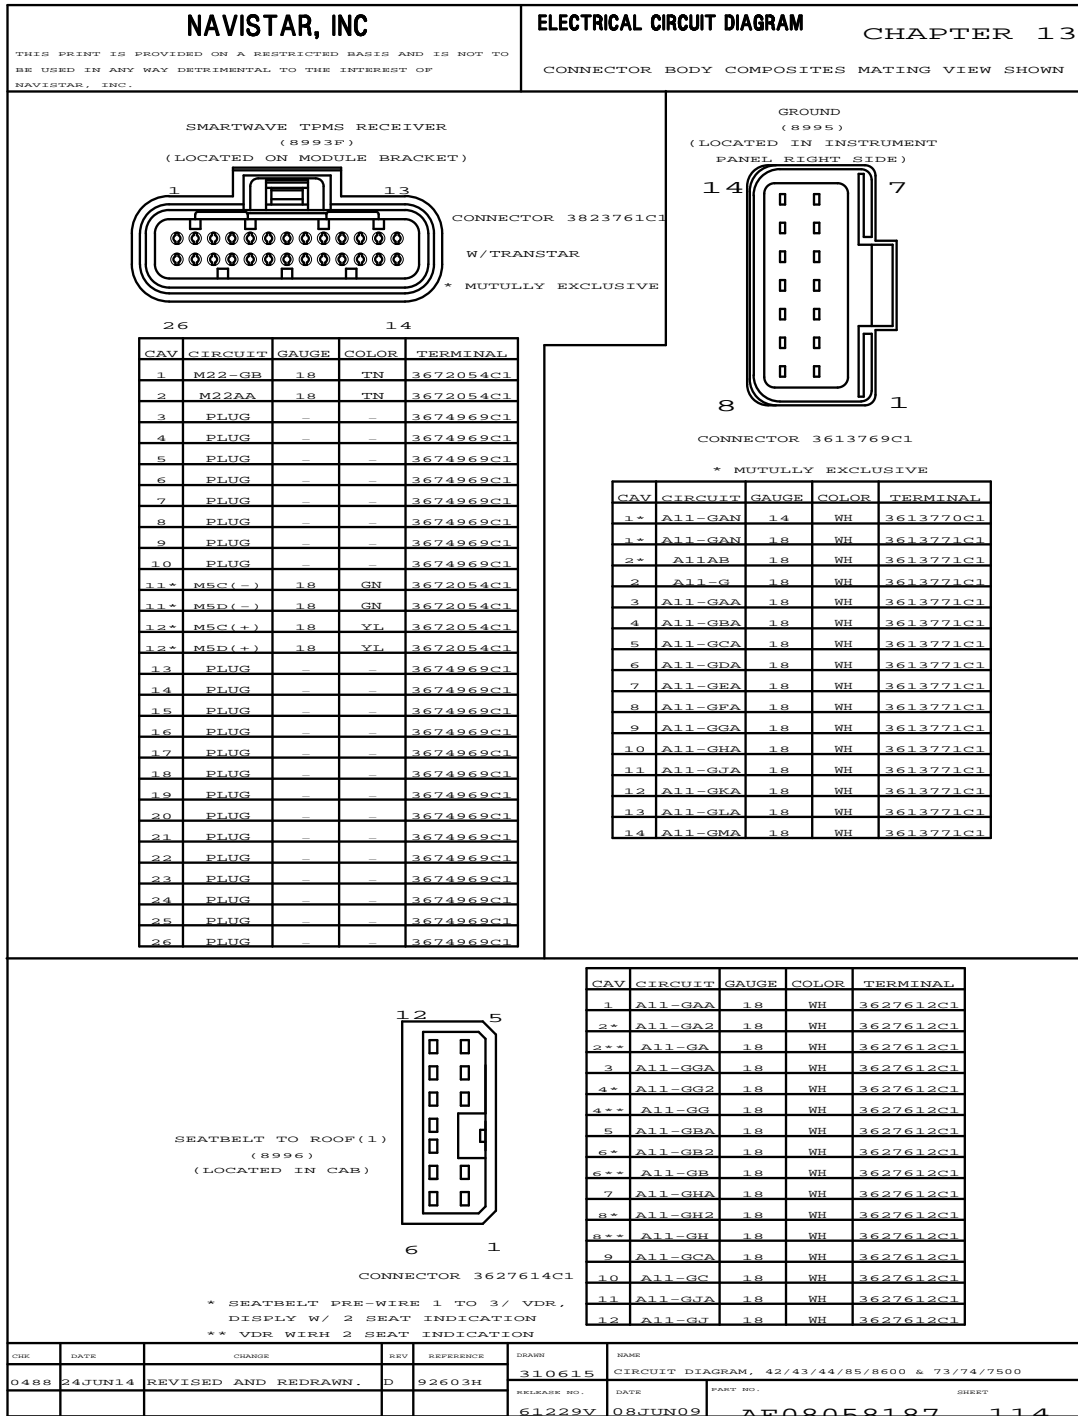 NAVISTAR, INC
THIS PRINT IS PROVIDED ON A RESTRICTED BASIS AND IS NOT TO
BE USED IN ANY WAY DETRIMENTAL TO THE INTEREST OF
NAVISTAR, INC.
ELECTRICAL CIRCUIT DIAGRAM
CHAPTER 13
CONNECTOR BODY COMPOSITES MATING VIEW SHOWN
SMARTWAVE TPMS RECEIVER
(8993F)
(LOCATED ON MODULE BRACKET)
1 13
CONNECTOR 3823761C1
W/TRANSTAR
* MUTULLY EXCLUSIVE
26 14
CAV CIRCUIT GAUGE COLOR TERMINAL
1 M22-GB 18 TN 3672054C1
2 M22AA 18 TN 3672054C1
3 PLUG – – 3674969C1
4 PLUG – – 3674969C1
5 PLUG – – 3674969C1
6 PLUG – – 3674969C1
7 PLUG – – 3674969C1
8 PLUG – – 3674969C1
9 PLUG – – 3674969C1
10 PLUG – – 3674969C1
11* M5C(-) 18 GN 3672054C1
11* M5D(-) 18 GN 3672054C1
12* M5C(+) 18 YL 3672054C1
12* M5D(+) 18 YL 3672054C1
13 PLUG – – 3674969C1
14 PLUG – – 3674969C1
15 PLUG – – 3674969C1
16 PLUG – – 3674969C1
17 PLUG – – 3674969C1
18 PLUG – – 3674969C1
19 PLUG – – 3674969C1
20 PLUG – – 3674969C1
21 PLUG – – 3674969C1
22 PLUG – – 3674969C1
23 PLUG – – 3674969C1
24 PLUG – – 3674969C1
25 PLUG – – 3674969C1
26 PLUG – – 3674969C1
GROUND
(8995)
(LOCATED IN INSTRUMENT
PANEL RIGHT SIDE)
14 7
8 1
CONNECTOR 3613769C1
* MUTULLY EXCLUSIVE
CAV CIRCUIT GAUGE COLOR TERMINAL
1* A11-GAN 14 WH 3613770C1
1* A11-GAN 18 WH 3613771C1
2* A11AB 18 WH 3613771C1
2 A11-G 18 WH 3613771C1
3 A11-GAA 18 WH 3613771C1
4 A11-GBA 18 WH 3613771C1
5 A11-GCA 18 WH 3613771C1
6 A11-GDA 18 WH 3613771C1
7 A11-GEA 18 WH 3613771C1
8 A11-GFA 18 WH 3613771C1
9 A11-GGA 18 WH 3613771C1
10 A11-GHA 18 WH 3613771C1
11 A11-GJA 18 WH 3613771C1
12 A11-GKA 18 WH 3613771C1
13 A11-GLA 18 WH 3613771C1
14 A11-GMA 18 WH 3613771C1
12 5
SEATBELT TO ROOF(1)
(8996)
(LOCATED IN CAB)
6 1
CONNECTOR 3627614C1
* SEATBELT PRE-WIRE 1 TO 3/ VDR,
DISPLY W/ 2 SEAT INDICATION
** VDR WIRH 2 SEAT INDICATION
CAV CIRCUIT GAUGE COLOR TERMINAL
1 A11-GAA 18 WH 3627612C1
2* A11-GA2 18 WH 3627612C1
2** A11-GA 18 WH 3627612C1
3 A11-GGA 18 WH 3627612C1
4* A11-GG2 18 WH 3627612C1
4** A11-GG 18 WH 3627612C1
5 A11-GBA 18 WH 3627612C1
6* A11-GB2 18 WH 3627612C1
6** A11-GB 18 WH 3627612C1
7 A11-GHA 18 WH 3627612C1
8* A11-GH2 18 WH 3627612C1
8** A11-GH 18 WH 3627612C1
9 A11-GCA 18 WH 3627612C1
10 A11-GC 18 WH 3627612C1
11 A11-GJA 18 WH 3627612C1
12 A11-GJ 18 WH 3627612C1
CHK DATE CHANGE REV REFERENCE
0488 24JUN14 REVISED AND REDRAWN. D 92603H
DRAWN
310615
NAME
CIRCUIT DIAGRAM, 42/43/44/85/8600 & 73/74/7500
RELEASE NO.
61229V
DATE
08JUN09
PART NO. SHEET
AF08058187 114